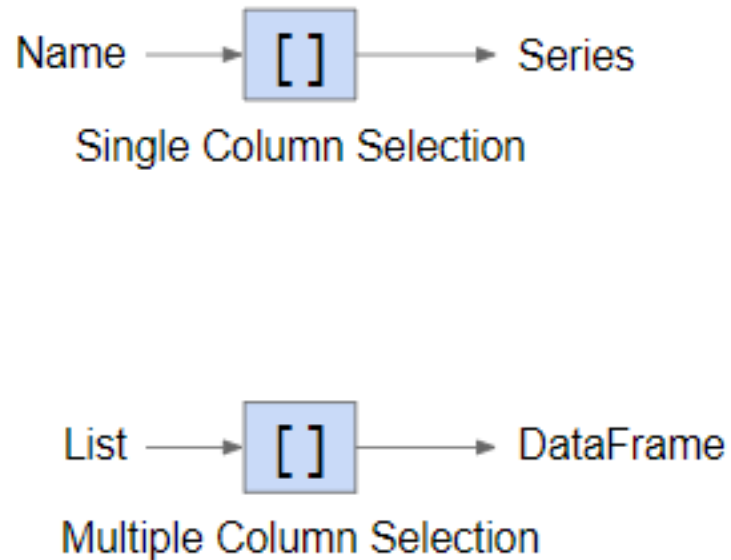 Name [] Series
Single Column Selection
List [] DataFrame
Multiple Column Selection